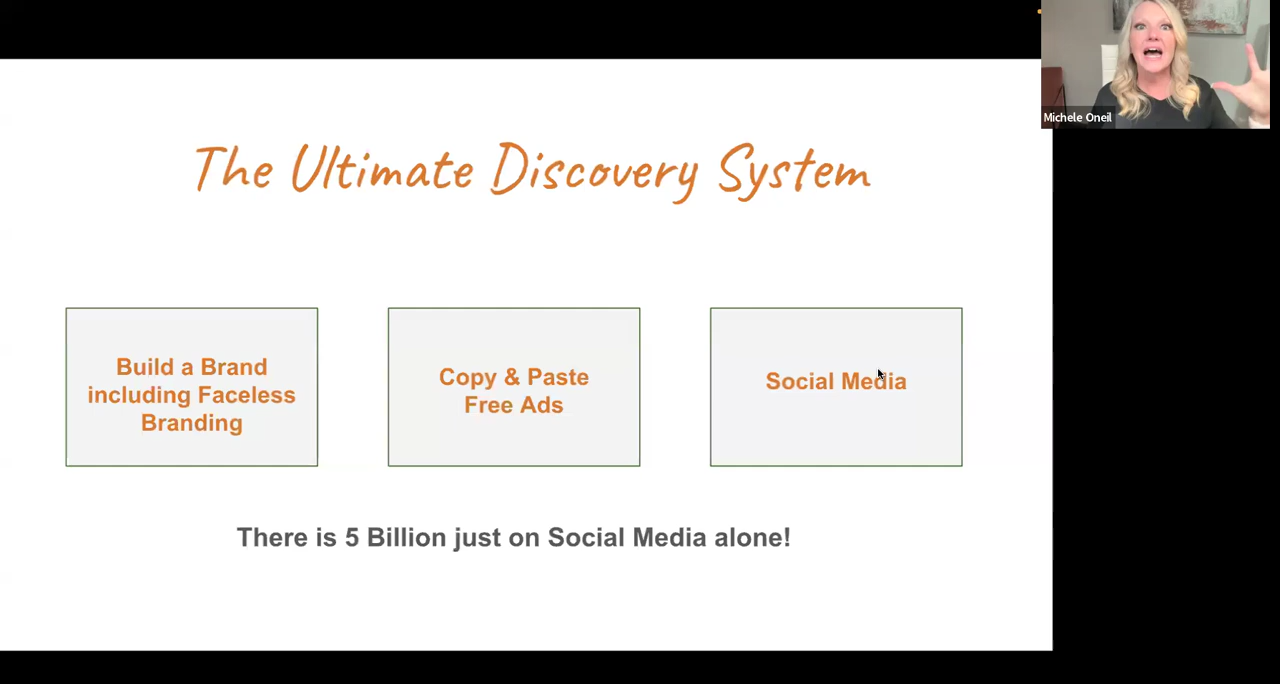 Michele Oneil
The Ultimate Discovery System
Build a Brand
including Faceless
Branding
Copy & Paste
Free Ads
Social Media
There is 5 Billion just on Social Media alone!